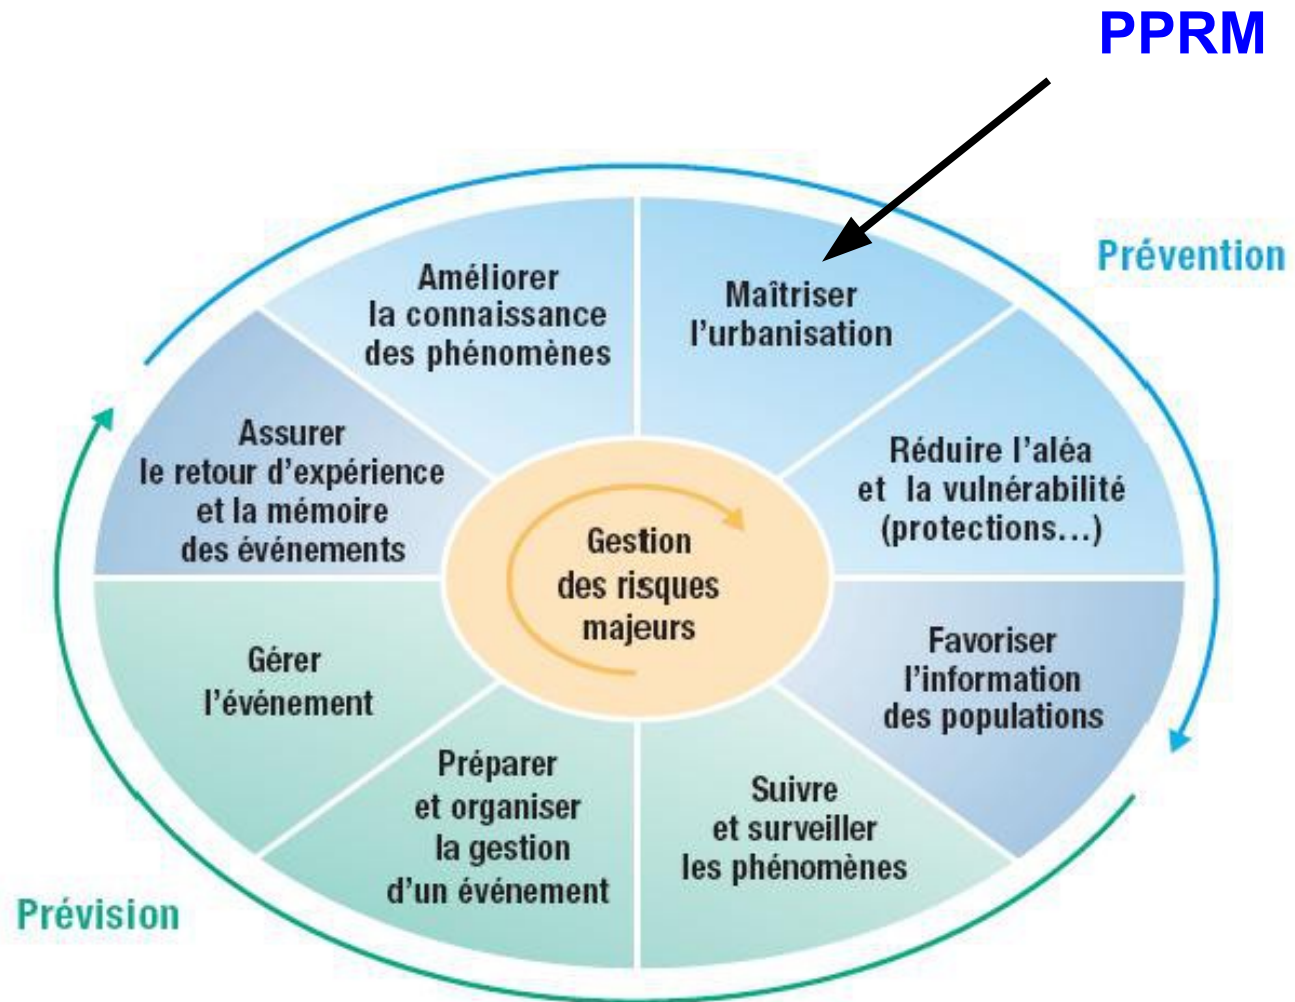 PPRM
Prévention
Améliorer
la connaissance
des phénomènes
Maîtriser
l'urbanisation
Réduire l'aléa
et la vulnérabilité
(protections...)
Favoriser
l'information
des populations
Suivre
et surveiller
les phénomènes
Préparer
et organiser
la gestion
d'un événement
Gérer
l'événement
Assurer
le retour d'expérience
et la mémoire
des événements
Gestion
des risques
majeurs
Prévision